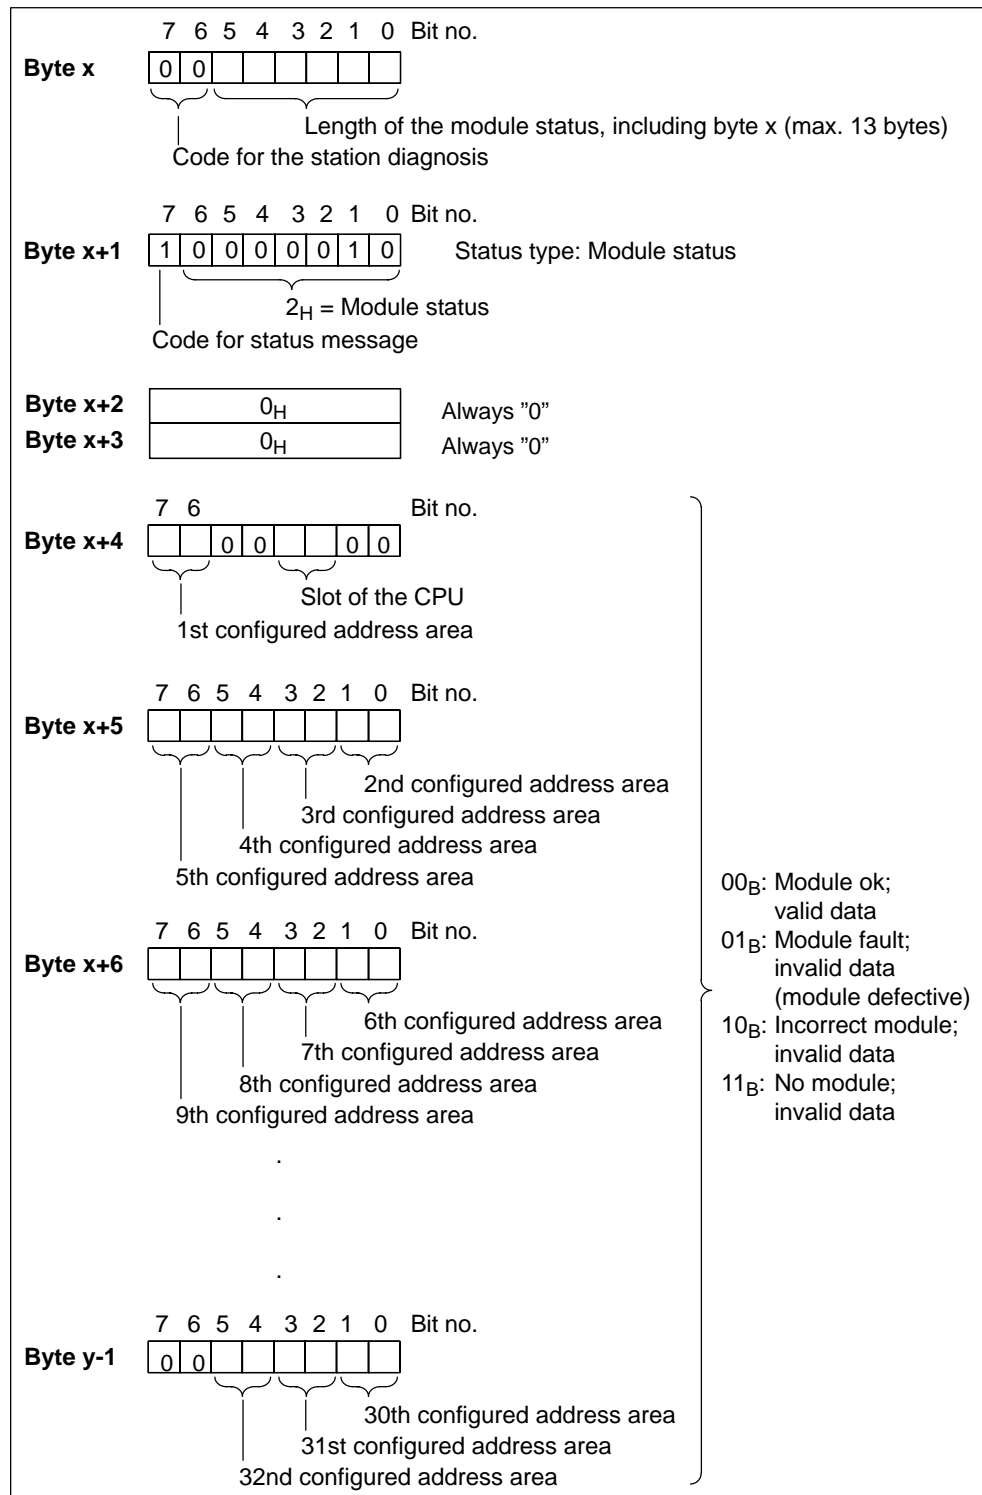 7 6 5 4 3 2 1 0 Bit no.
Byte x 0 0
Length of the module status, including byte x (max. 13 bytes)
Code for the station diagnosis
7 6 5 4 3 2 1 0 Bit no.
Byte x+1 1 0 0 0 0 0 1 0 Status type: Module status
2H = Module status
Code for status message
Byte x+2 0H Always ”0”
Byte x+3 0H Always ”0”
7 6 Bit no.
Byte x+4 0 0 0 0
Slot of the CPU
1st configured address area
7 6 5 4 3 2 1 0 Bit no.
Byte x+5
2nd configured address area
3rd configured address area
4th configured address area
5th configured address area
7 6 5 4 3 2 1 0 Bit no.
Byte x+6
6th configured address area
7th configured address area
8th configured address area
9th configured address area
.
.
.
7 6 5 4 3 2 1 0 Bit no.
Byte y-1 0 0
30th configured address area
31st configured address area
32nd configured address area
00B: Module ok;
valid data
01B: Module fault;
invalid data
(module defective)
10B: Incorrect module;
invalid data
11B: No module;
invalid data